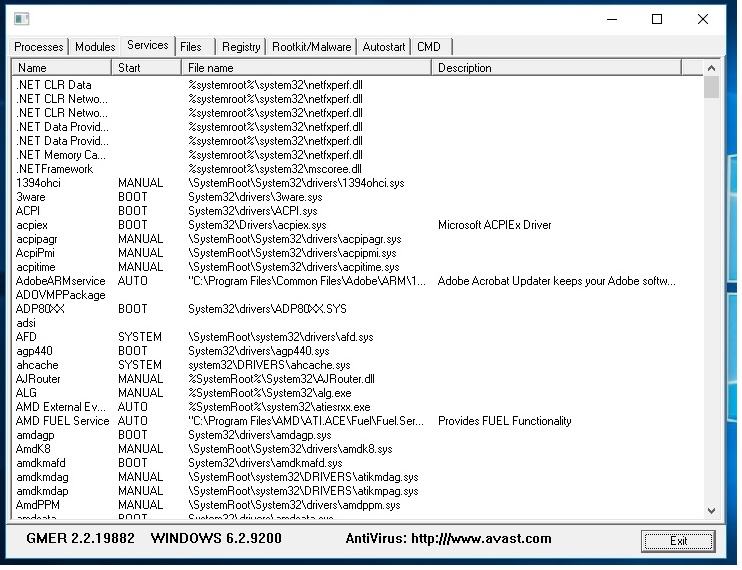 Processes Modules Services Files Registry Rootkit/Malware Autostart CMD
Name Start File name Description
.NET CLR Data %systemroot%\system32\netfxperf.dll
.NET CLR Netwo... %systemroot%\system32\netfxperf.dll
.NET CLR Netwo... %systemroot%\system32\netfxperf.dll
.NET Data Provid... %systemroot%\system32\netfxperf.dll
.NET Data Provid... %systemroot%\system32\netfxperf.dll
.NET Memory Ca... %systemroot%\system32\netfxperf.dll
.NETFramework %systemroot%\system32\mscoree.dll
1394ohci MANUAL \SystemRoot\System32\drivers\1394ohci.sys
3ware BOOT System32\drivers\3ware.sys
ACPI BOOT System32\drivers\ACPI.sys
acpiex BOOT System32\Drivers\acpiex.sys Microsoft ACPIEx Driver
acpipagr MANUAL \SystemRoot\System32\drivers\acpipagr.sys
AcpiPmi MANUAL \SystemRoot\System32\drivers\acpipmi.sys
acpitime MANUAL \SystemRoot\System32\drivers\acpitime.sys
AdobeARMservice AUTO "C:\Program Files\Common Files\Adobe\ARM\1... Adobe Acrobat Updater keeps your Adobe softw...
ADOVMPPackage
ADP80XX BOOT System32\drivers\ADP80XX.SYS
adsi
AFD SYSTEM \SystemRoot\system32\drivers\afd.sys
agp440 BOOT System32\drivers\agp440.sys
ahcache SYSTEM system32\DRIVERS\ahcache.sys
AJRouter MANUAL %SystemRoot%\System32\AJRouter.dll
ALG MANUAL %SystemRoot%\System32\alg.exe
AMD External Ev... AUTO %SystemRoot%\system32\atiesrxx.exe
AMD FUEL Service AUTO "C:\Program Files\AMD\ATI.ACE\Fuel\Fuel.Ser... Provides FUEL Functionality
amdagp BOOT System32\drivers\amdagp.sys
AmdK8 MANUAL \SystemRoot\System32\drivers\amdk8.sys
amdkmafd BOOT System32\drivers\amdkmafd.sys
amdkmdag MANUAL \SystemRoot\system32\DRIVERS\atikmdag.sys
amdkmdap MANUAL \SystemRoot\system32\DRIVERS\atikmpag.sys
AmdPPM MANUAL \SystemRoot\System32\drivers\amdppm.sys
GMER 2.2.19882 WINDOWS 6.2.9200 AntiVirus: http:///www.avast.com Exit